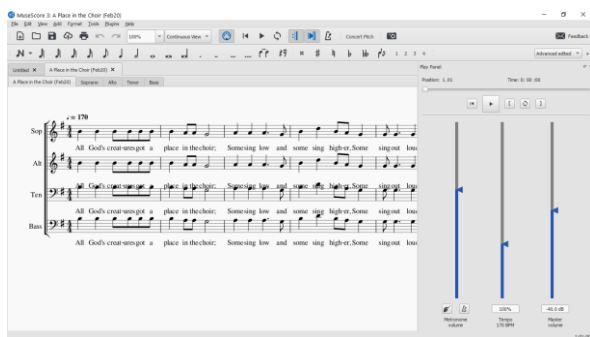 MuseScore 3: A Place in the Choir (Feb20)
File Edit View Add Format Tools Plugins Help
100% Continuous View Concert Pitch Feedback
N 1 2 3 4 Advanced edited
Untitled X A Place in the Choir (Feb20) X Play Panel
A Place in the Choir (Feb20) Soprano Alto Tenor Bass Position: 1.01 Time: 0:00:00
= 170
Sop
All God's creat-ures got a place in the choir; Some sing low and some sing high-er, Some sing out lou
Alt
All God's creat-ures got a place in the choir; Some sing low and some sing high-er, Some sing out lou
Ten
All God's creat-ures got a place in the choir; Some sing low and some sing high-er, Some sing out lou
Bass
All God's creat-ures got a place in the choir; Some sing low and some sing high-er, Some sing out lou
100% -40.0 dB
Metronome volume
Tempo 170 BPM
Master volume